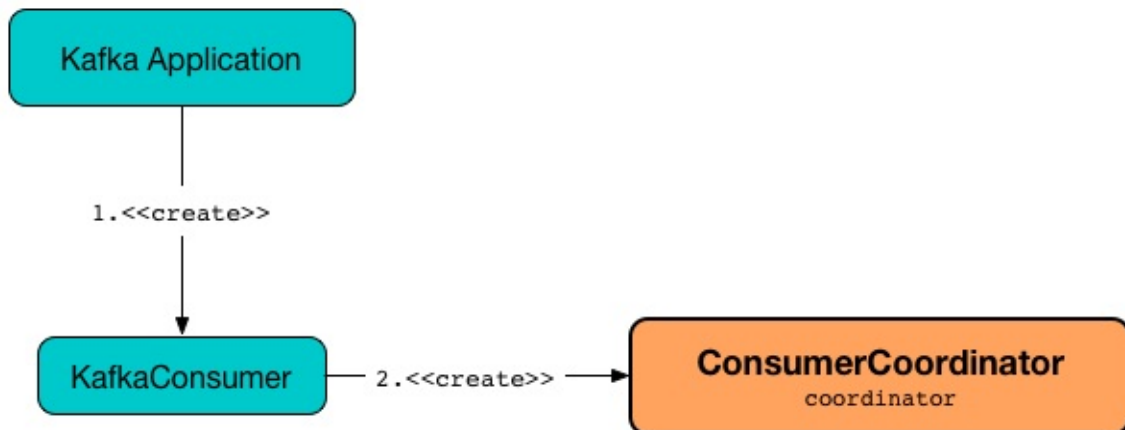 Kafka Application
1.<<create>>
KafkaConsumer
2.<<create>>
ConsumerCoordinator
coordinator